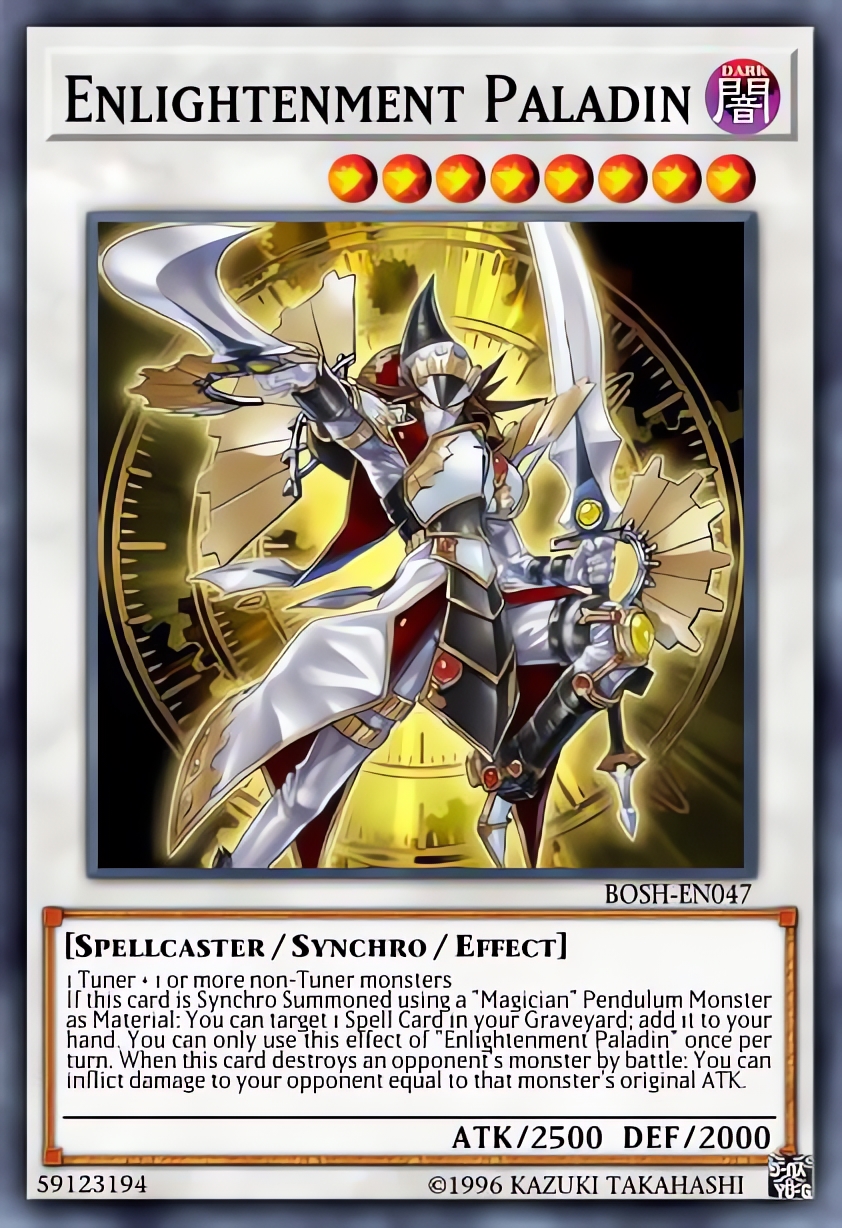 Enlightenment Paladin
DARK
闇
BOSH-EN047
[Spellcaster / Synchro / Effect]
1 Tuner + 1 or more non-Tuner monsters
If this card is Synchro Summoned using a "Magician" Pendulum Monster
as Material: You can target 1 Spell Card in your Graveyard; add it to your
hand. You can only use this effect of "Enlightenment Paladin" once per
turn. When this card destroys an opponent's monster by battle: You can
inflict damage to your opponent equal to that monster's original ATK.
ATK/2500 DEF/2000
59123194
©1996 KAZUKI TAKAHASHI